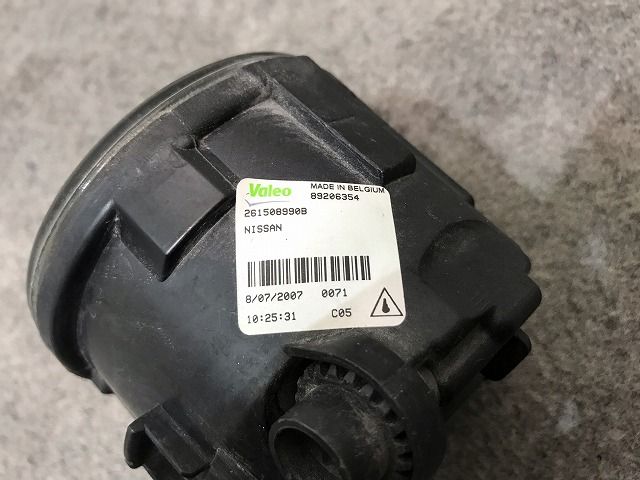 Valeo MADE IN BELGIUM
89206354
261508990B
NISSAN
8/07/2007 0071
10:25:31 C05